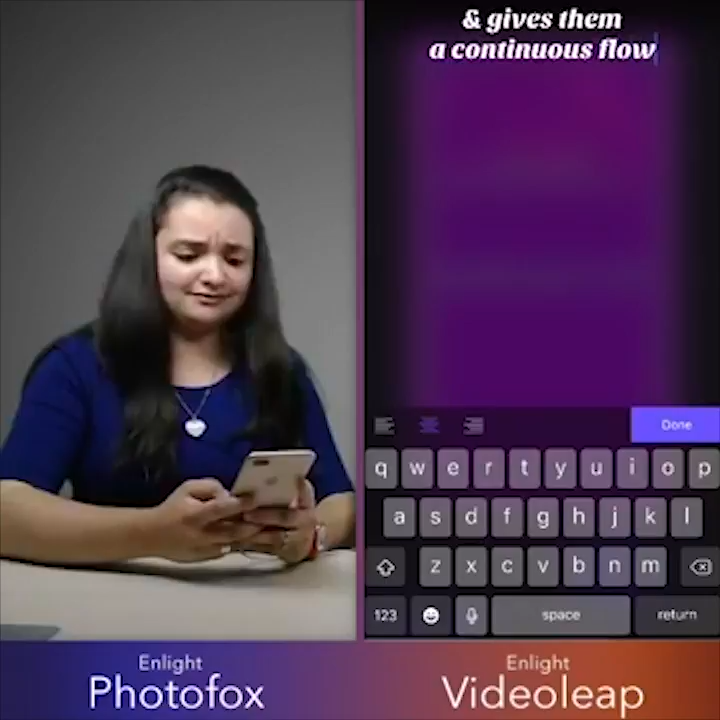 & gives them
a continuous flow
Done
q w e r t y u i o p
a s d f g h j k l
z x c v b n m
123 space return
Enlight
Photofox
Enlight
Videoleap